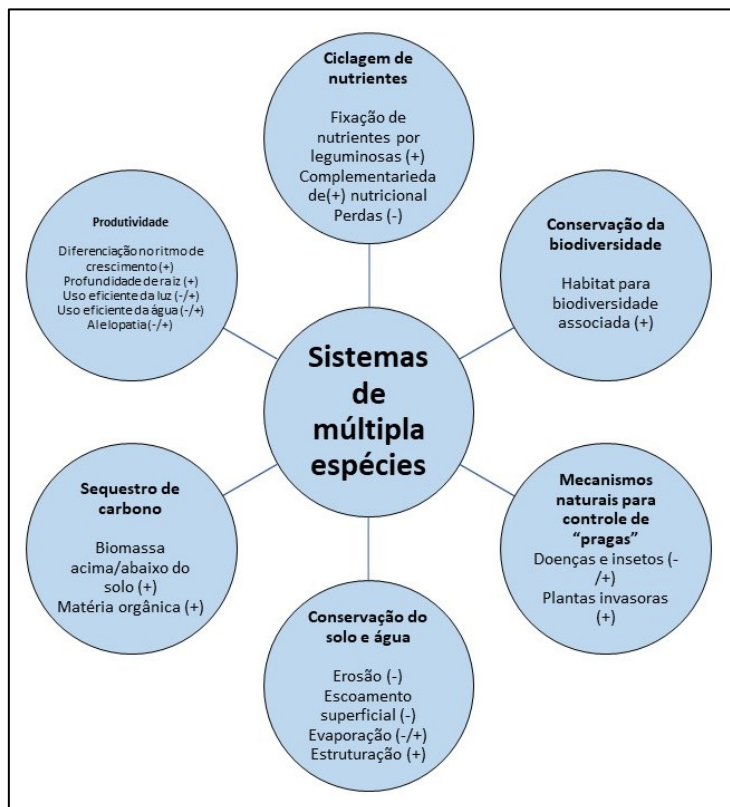 Ciclagem de
nutrientes
Fixação de
nutrientes por
leguminosas (+)
Complementarieda
de(+) nutricional
Perdas (-)
Produtividade
Diferenciação no ritmo de
crescimento (+)
Profundidade de raiz (+)
Uso eficiente da luz (-/+)
Uso eficiente da água (-/+)
Alelopatia (-/+)
Conservação da
biodiversidade
Habitat para
biodiversidade
associada (+)
Sistemas
de
múltipla
espécies
Sequestro de
carbono
Biomassa
acima/abaixo do
solo (+)
Matéria orgânica (+)
Mecanismos
naturais para
controle de
“pragas”
Doenças e insetos (-
/+)
Plantas invasoras
(+)
Conservação do
solo e água
Erosão (-)
Escoamento
superficial (-)
Evaporação (-/+)
Estruturação (+)